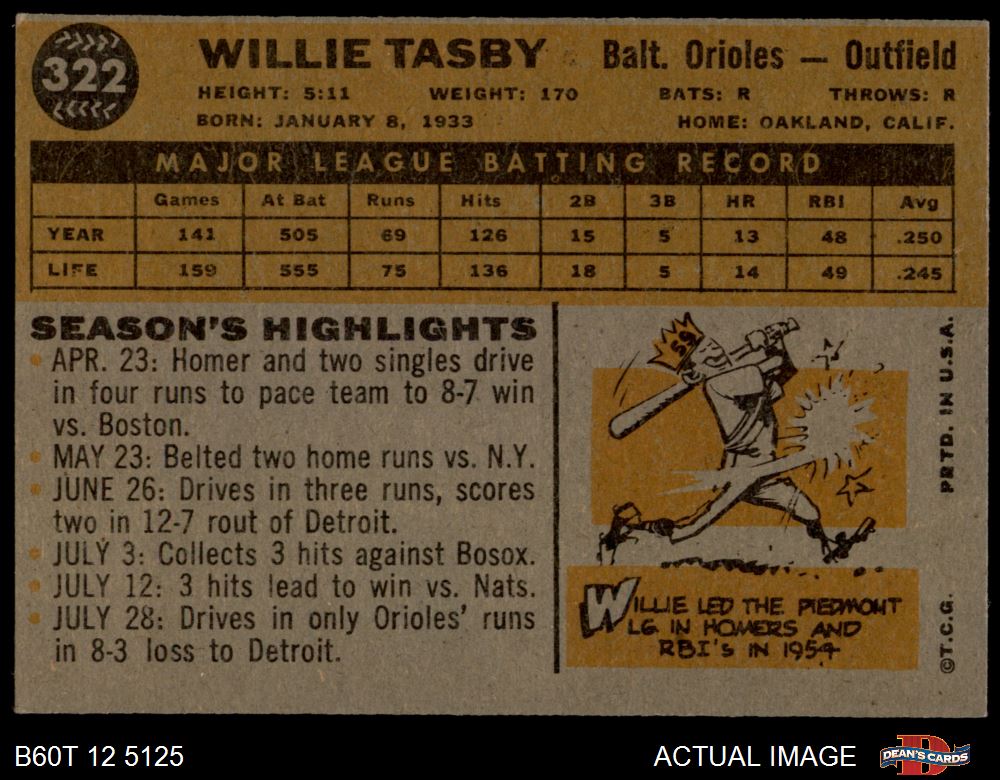 322
WILLIE TASBY Balt. Orioles — Outfield
HEIGHT: 5:11 WEIGHT: 170 BATS: R THROWS: R
BORN: JANUARY 8, 1933 HOME: OAKLAND, CALIF.
MAJOR LEAGUE BATTING RECORD
Games At Bat Runs Hits 2B 3B HR RBI Avg
YEAR 141 505 69 126 15 5 13 48 .250
LIFE 159 555 75 136 18 5 14 49 .245
SEASON'S HIGHLIGHTS
• APR. 23: Homer and two singles drive
in four runs to pace team to 8-7 win
vs. Boston.
• MAY 23: Belted two home runs vs. N.Y.
• JUNE 26: Drives in three runs, scores
two in 12-7 rout of Detroit.
• JULY 3: Collects 3 hits against Bosox.
• JULY 12: 3 hits lead to win vs. Nats.
• JULY 28: Drives in only Orioles' runs
in 8-3 loss to Detroit.
59
WILLIE LED THE PIEDMONT
LG. IN HOMERS AND
RBI'S IN 1954
PRTD. IN U.S.A.
©T.C.G.
B60T 12 5125 ACTUAL IMAGE
DEAN'S CARDS